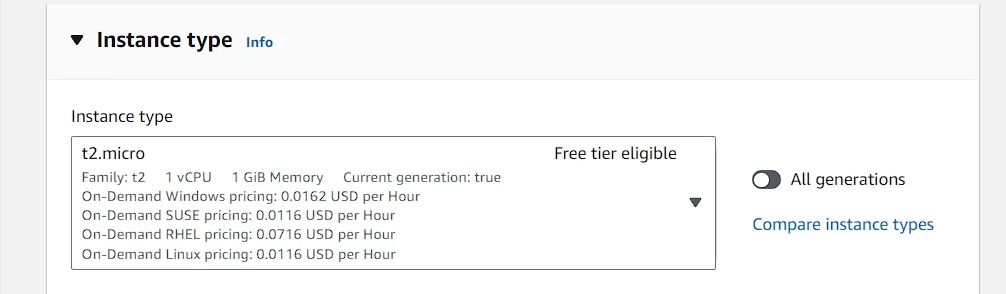 Instance type Info
Instance type
t2.micro Free tier eligible
Family: t2 1 vCPU 1 GiB Memory Current generation: true
On-Demand Windows pricing: 0.0162 USD per Hour
On-Demand SUSE pricing: 0.0116 USD per Hour
On-Demand RHEL pricing: 0.0716 USD per Hour
On-Demand Linux pricing: 0.0116 USD per Hour
All generations
Compare instance types